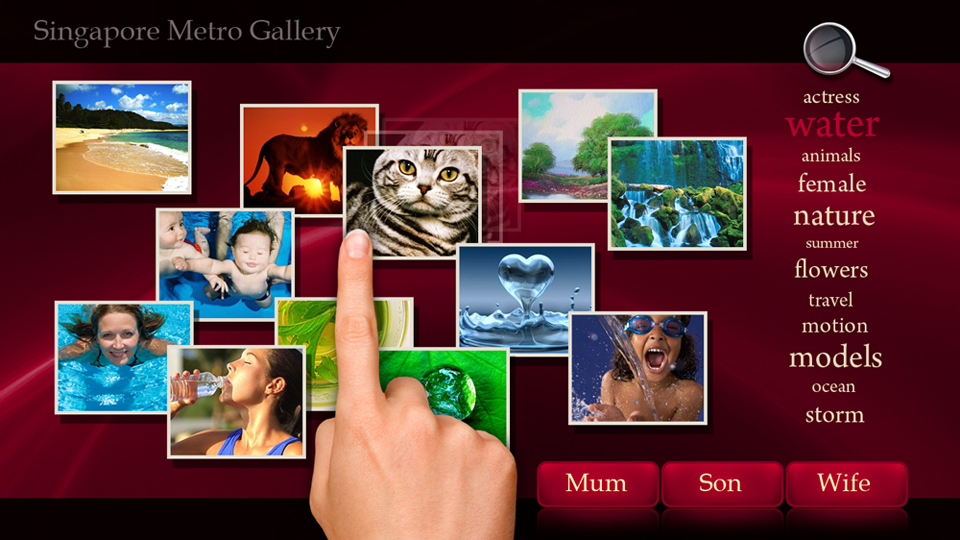 Singapore Metro Gallery
actress
water
animals
female
nature
summer
flowers
travel
motion
models
ocean
storm
Mum Son Wife